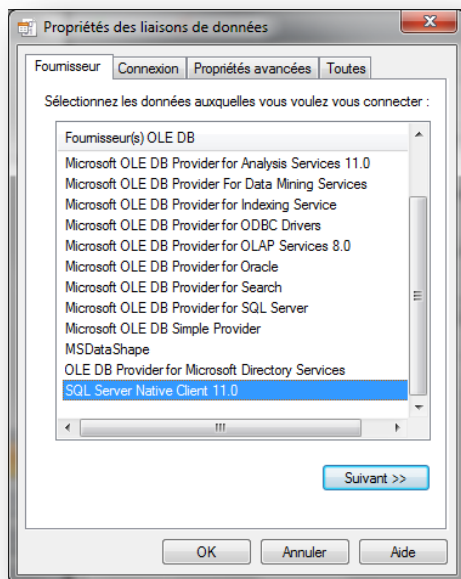 Propriétés des liaisons de données
Fournisseur Connexion Propriétés avancées Toutes
Sélectionnez les données auxquelles vous voulez vous connecter :
Fournisseur(s) OLE DB
Microsoft OLE DB Provider for Analysis Services 11.0
Microsoft OLE DB Provider For Data Mining Services
Microsoft OLE DB Provider for Indexing Service
Microsoft OLE DB Provider for ODBC Drivers
Microsoft OLE DB Provider for OLAP Services 8.0
Microsoft OLE DB Provider for Oracle
Microsoft OLE DB Provider for Search
Microsoft OLE DB Provider for SQL Server
Microsoft OLE DB Simple Provider
MSDataShape
OLE DB Provider for Microsoft Directory Services
SQL Server Native Client 11.0
Suivant >>
OK Annuler Aide